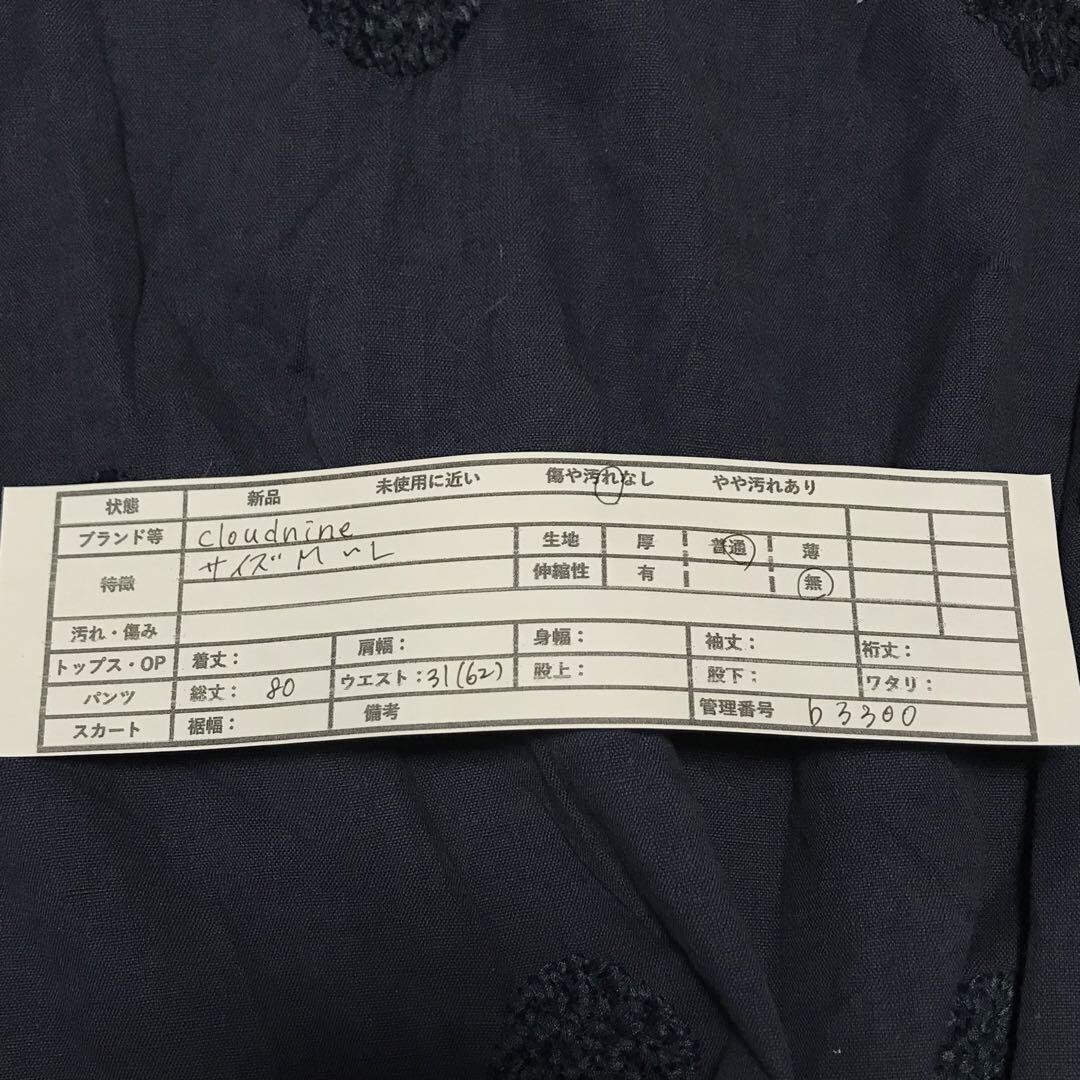 状態 新品 未使用に近い 傷や汚れなし やや汚れあり
ブランド等 cloudnine 生地 厚 普通 薄
特徴 サイズM〜L 伸縮性 有 無
汚れ・傷み
トップス・OP 着丈： 肩幅： 身幅： 袖丈： 裄丈：
パンツ 総丈： 80 ウエスト：31(62) 股上： 股下： ワタリ：
スカート 裾幅： 備考 管理番号 b3300